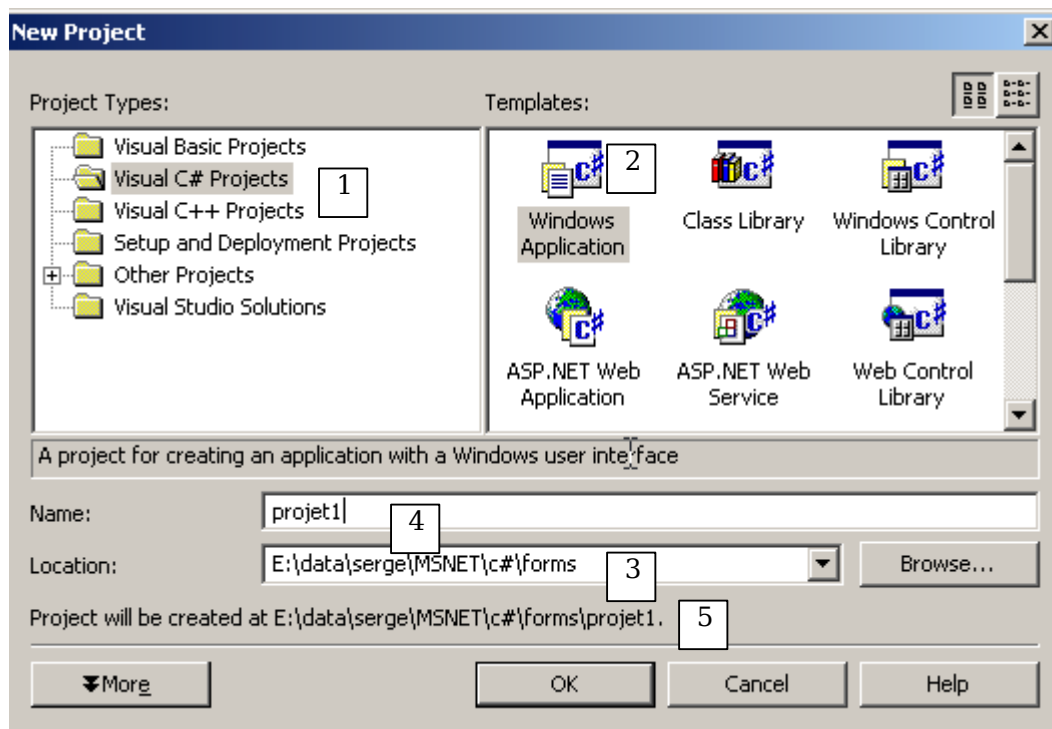 New Project
Project Types:
Templates:
Visual Basic Projects
Visual C# Projects
1
Visual C++ Projects
Setup and Deployment Projects
Other Projects
Visual Studio Solutions
2
Windows
Application
Class Library
Windows Control
Library
ASP.NET Web
Application
ASP.NET Web
Service
Web Control
Library
A project for creating an application with a Windows user interface
Name:
projet1
4
Location:
E:\data\serge\MSNET\c#\forms
3
Browse...
Project will be created at E:\data\serge\MSNET\c#\forms\projet1.
5
More
OK
Cancel
Help